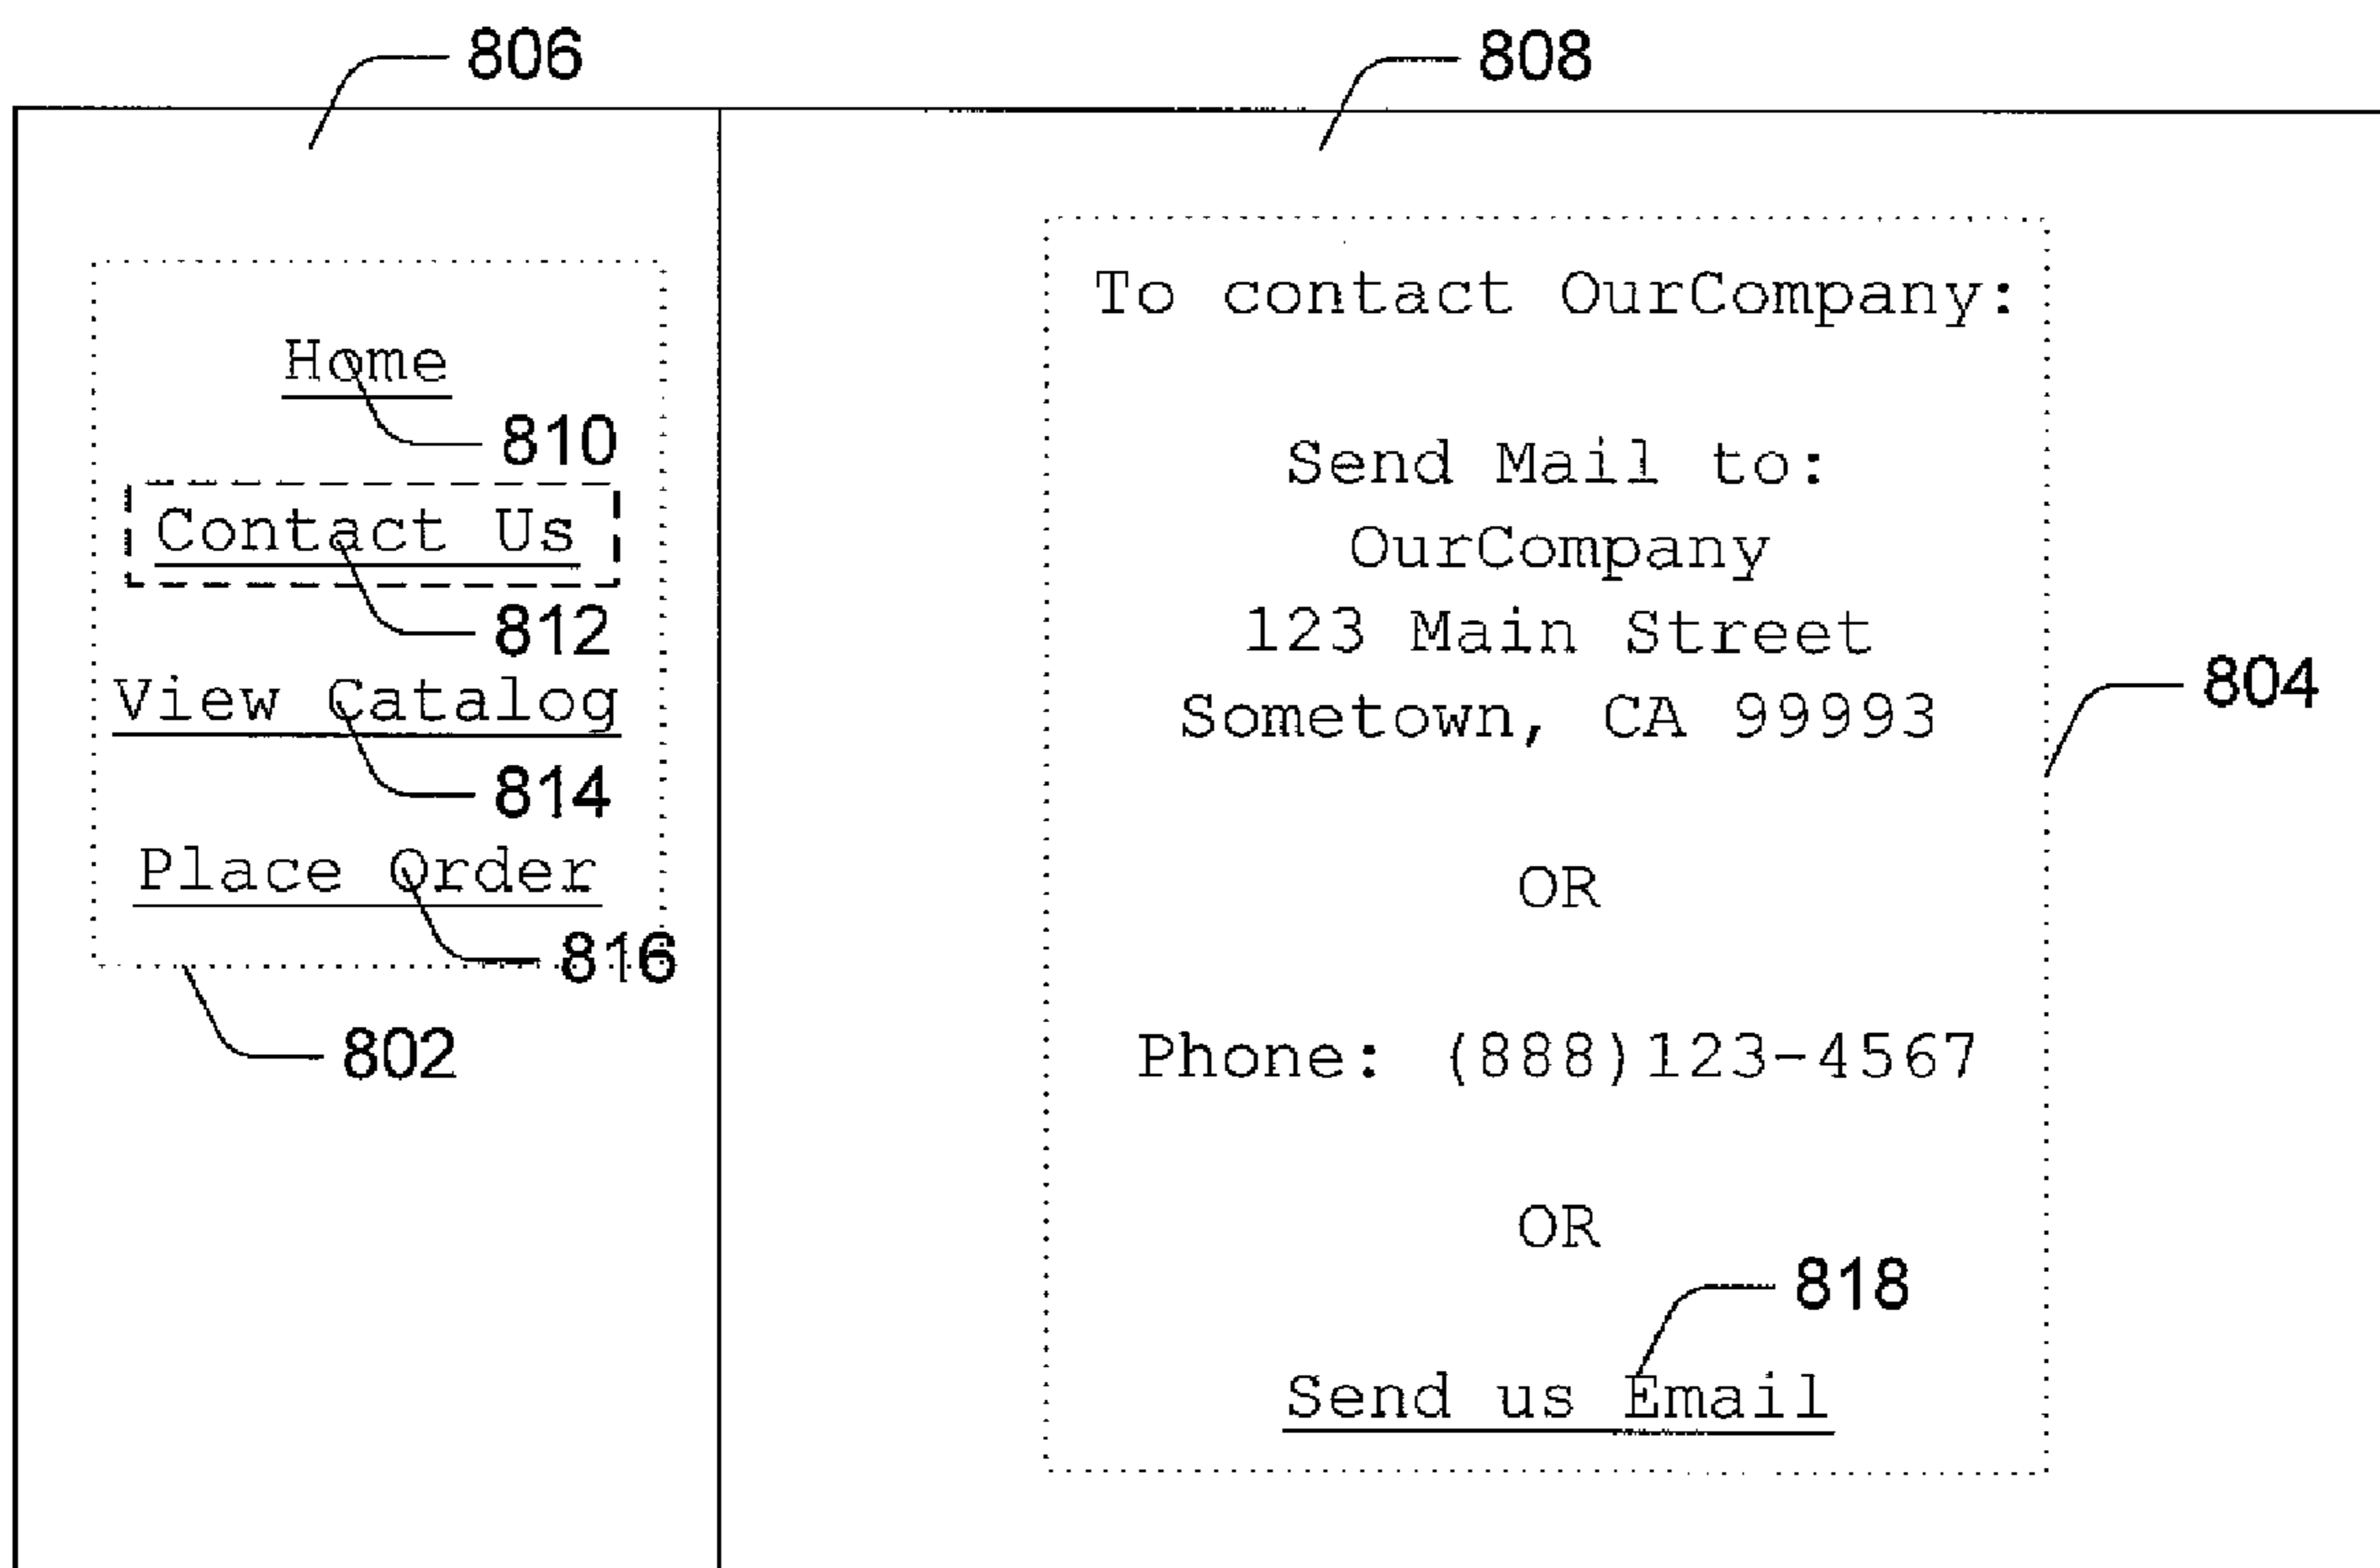 806
808
Home
810
Contact Us
812
View Catalog
814
Place Order
816
802
To contact OurCompany:
Send Mail to:
OurCompany
123 Main Street
Sometown, CA 99993
804
OR
Phone: (888)123-4567
OR
818
Send us Email